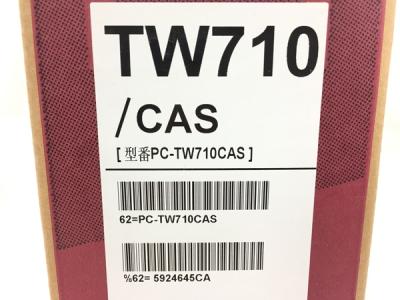 TW710
/CAS
[ 型番PC-TW710CAS ]
62=PC-TW710CAS
%62= 5924645CA